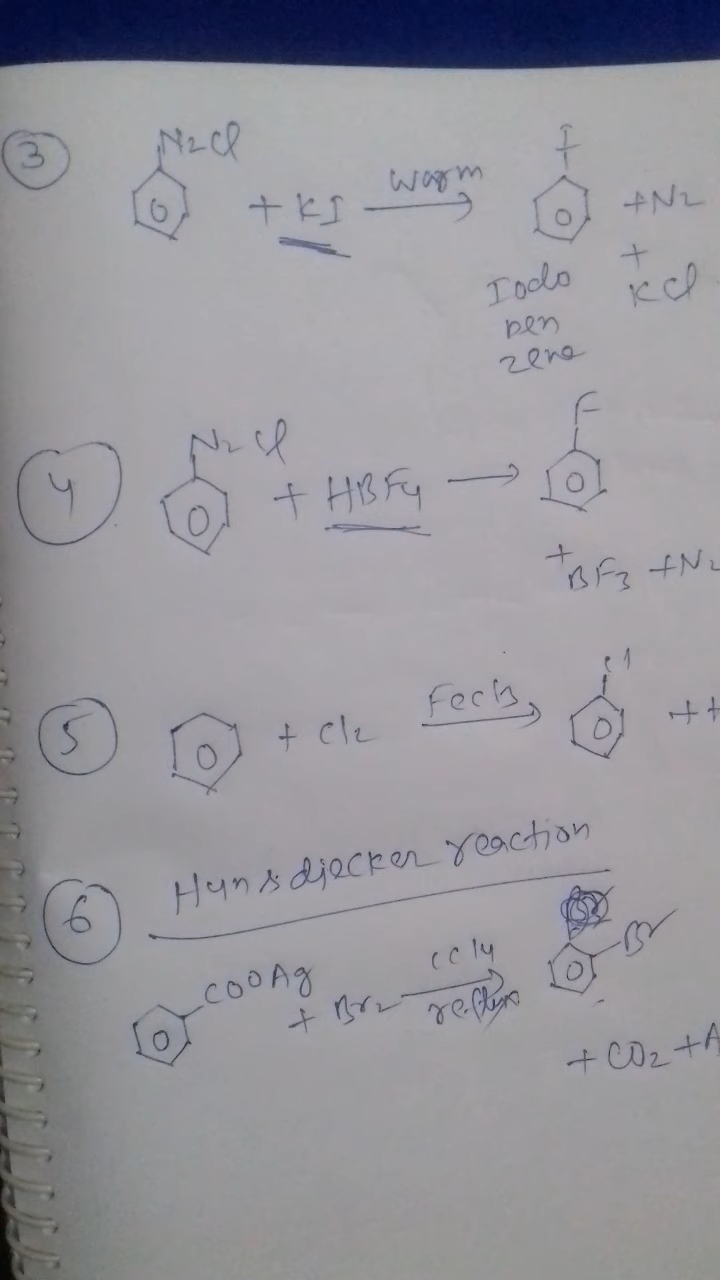 ③ N2Cl + KI warm → I + N2
+
KCl
Iodo
ben
zene
④ N2Cl + HBF4 → F
+ BF3 + N2
⑤ + Cl2 FeCl3 → Cl +
⑥ Hunsdiecker reaction
COOAg + Br2 CCl4 reflux → Br
+ CO2 + A